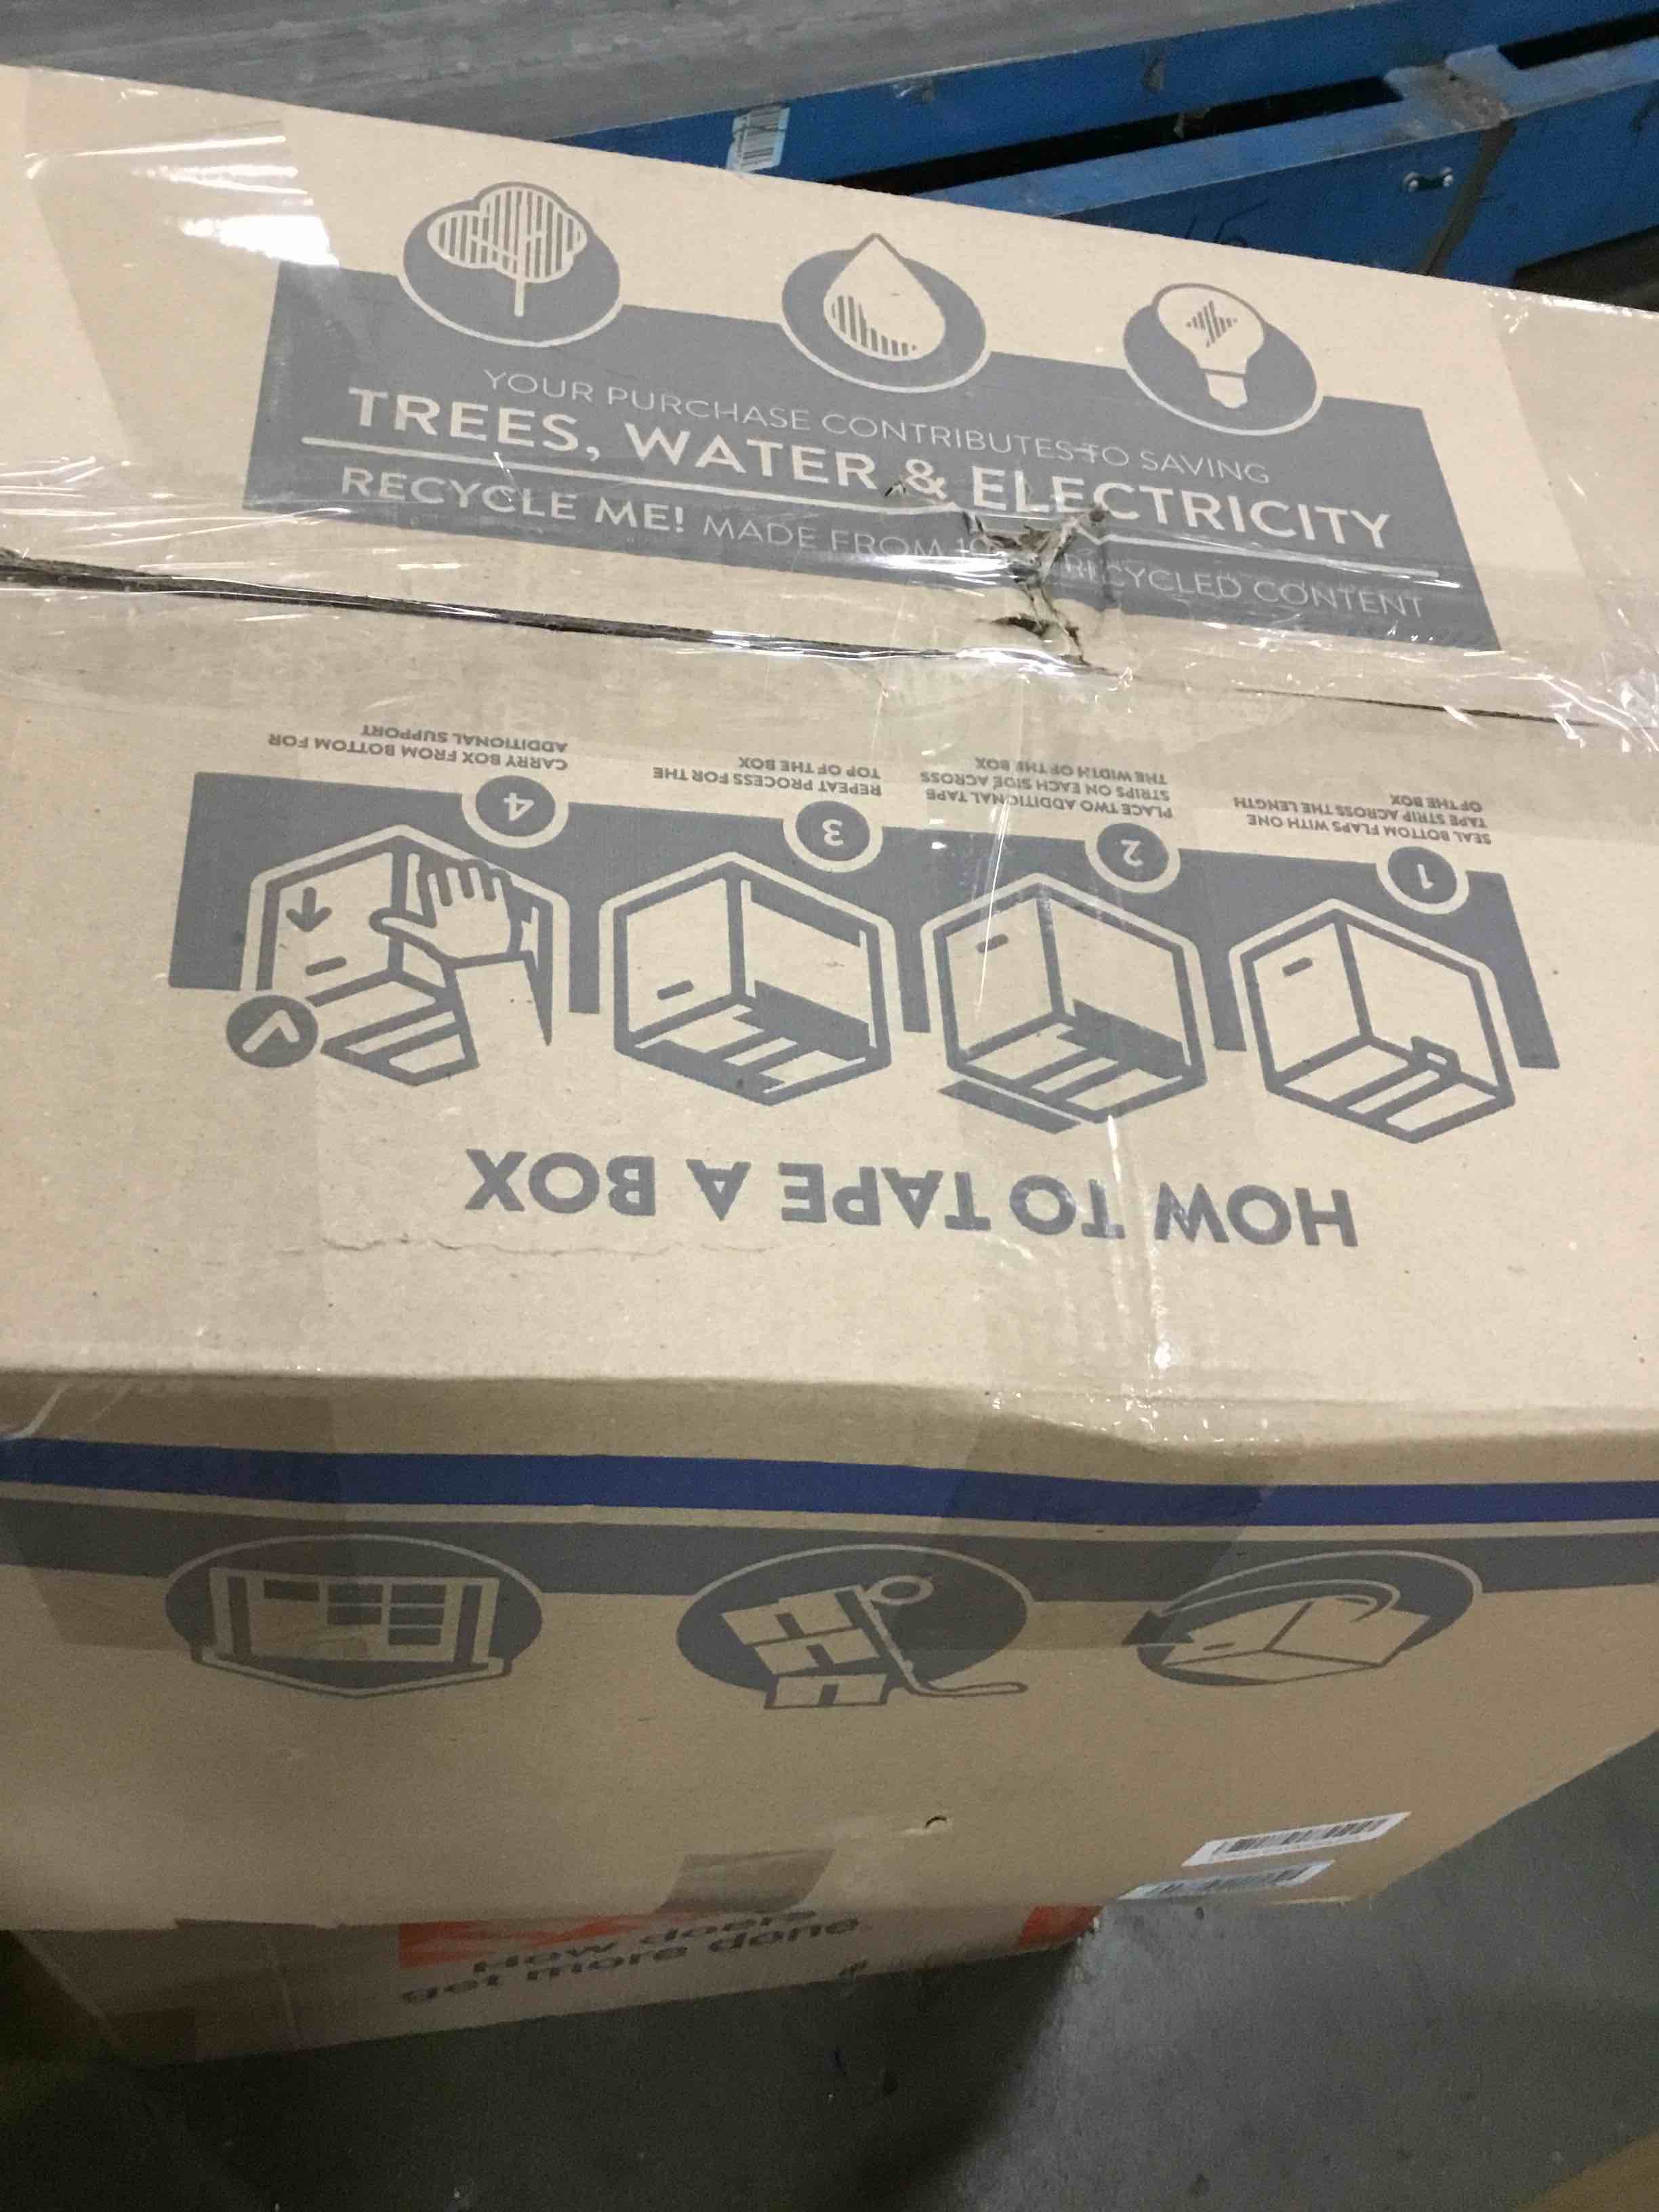 YOUR PURCHASE CONTRIBUTES TO SAVING
TREES, WATER & ELECTRICITY
RECYCLE ME! MADE FROM RECYCLED CONTENT
HOW TO TAPE A BOX
1
SEAL BOTTOM FLAPS WITH ONE
TAPE STRIP ACROSS THE LENGTH
OF THE BOX
2
PLACE TWO ADDITIONAL TAPE
STRIPS ON EACH SIDE ACROSS
THE WIDTH OF THE BOX
3
REPEAT PROCESS FOR THE
TOP OF THE BOX
4
CARRY BOX FROM BOTTOM FOR
ADDITIONAL SUPPORT
How doers
get more done